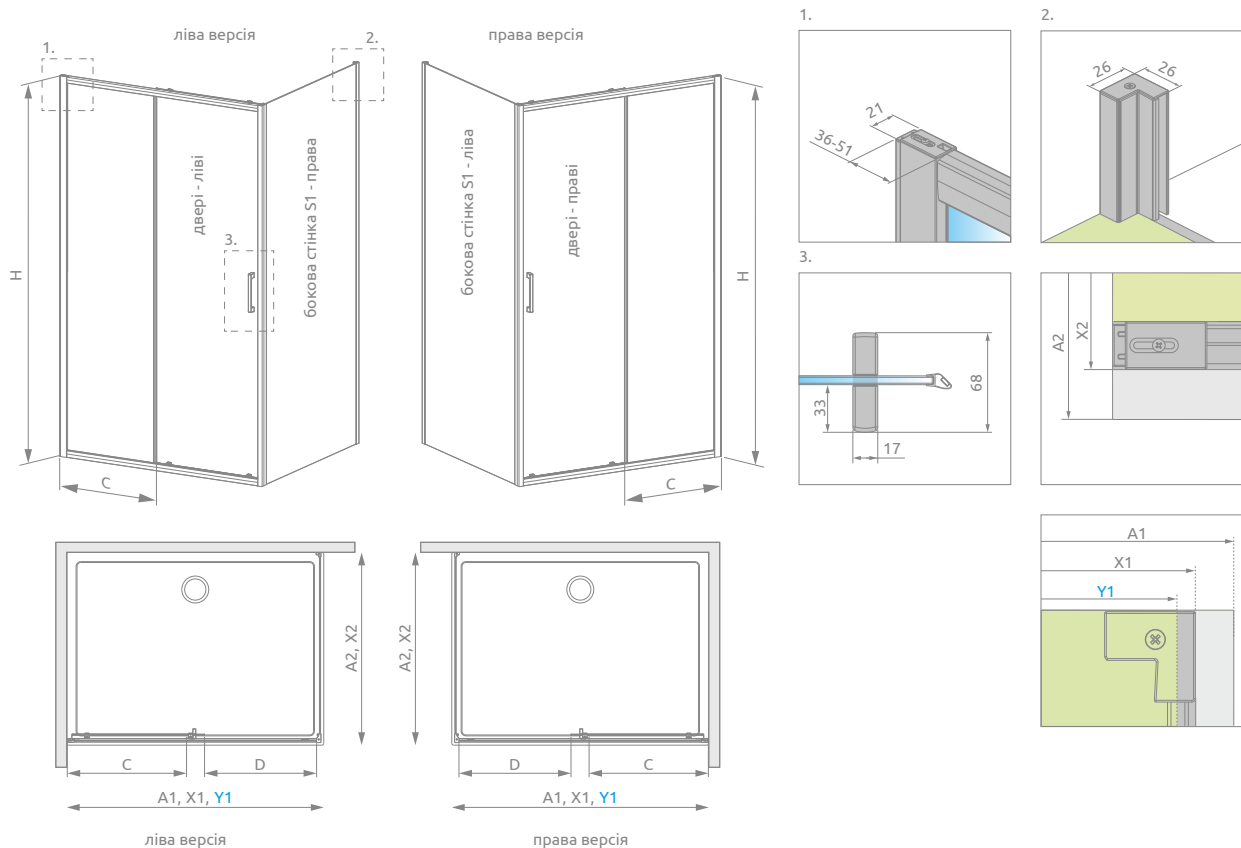 ліва версія
права версія
1.
2.
3.
H
двері - ліві
бокова стінка S1 - права
C
бокова стінка S1 - ліва
двері - праві
H
C
1.
21
36-51
2.
26
26
3.
33
68
17
A2
X2
A1
X1
Y1
A2, X2
C
D
A1, X1, Y1
ліва версія
A2, X2
D
C
A1, X1, Y1
права версія